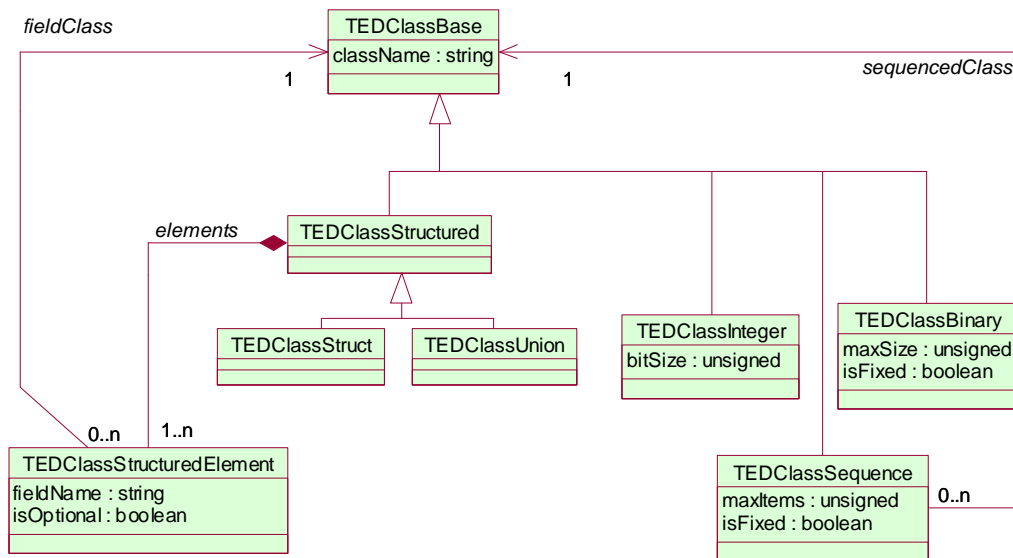 fieldClass
TEDClassBase
className : string
1
1
sequencedClass
elements
TEDClassStructured
TEDClassStruct
TEDClassUnion
TEDClassInteger
bitSize : unsigned
TEDClassBinary
maxSize : unsigned
isFixed : boolean
0..n
1..n
TEDClassStructuredElement
fieldName : string
isOptional : boolean
TEDClassSequence
maxItems : unsigned
isFixed : boolean
0..n